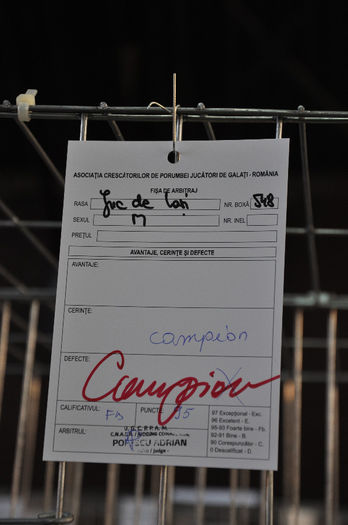 ASOCIAȚIA CRESCĂTORILOR DE PORUMBEI JUCĂTORI DE GALAȚI - ROMÂNIA
FIȘA DE ARBITRAJ
RASA Juc de Iași NR. BOXĂ 548
SEXUL M NR. INEL
PREȚUL
AVANTAJE, CERINȚE ȘI DEFECTE
AVANTAJE:
CERINȚE:
campion
DEFECTE:
Campion
CALIFICATIVUL: FB PUNCTE: 95
ARBITRUL:
U.G.C.P.P.A.M.
POPESCU ADRIAN
judge
97 Excepțional - Exc.
96 Excelent - E.
95-93 Foarte bine - Fb.
92-91 Bine - B.
90 Corespunzător - C.
0 Descalificat - D.